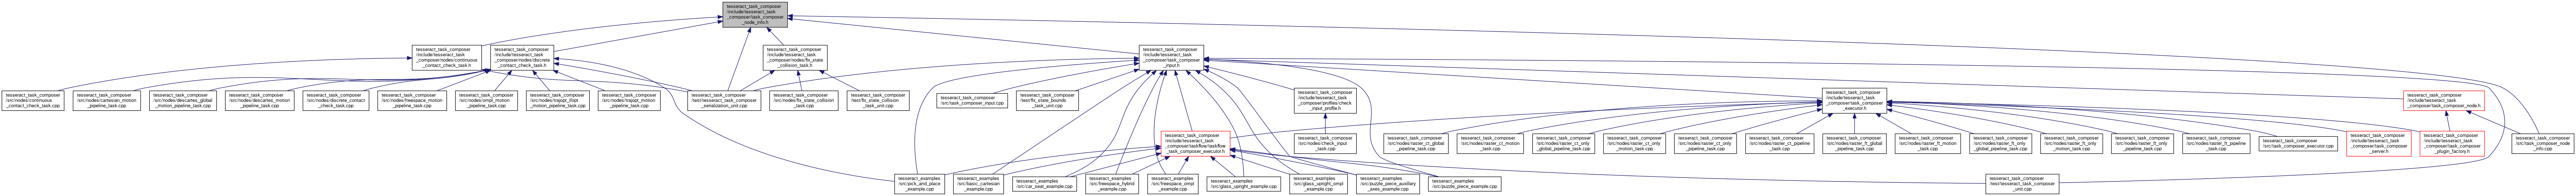 tesseract_task_composer
/include/tesseract_task
_composer/task_composer
_node_info.h
tesseract_task_composer
/include/tesseract_task
_composer/nodes/continuous
_contact_check_task.h
tesseract_task_composer
/include/tesseract_task
_composer/nodes/discrete
_contact_check_task.h
tesseract_task_composer
/include/tesseract_task
_composer/nodes/fix_state
_collision_task.h
tesseract_task_composer
/include/tesseract_task
_composer/task_composer
_input.h
tesseract_task_composer
/src/nodes/continuous
_contact_check_task.cpp
tesseract_task_composer
/src/nodes/cartesian_motion
_pipeline_task.cpp
tesseract_task_composer
/src/nodes/descartes_global
_motion_pipeline_task.cpp
tesseract_task_composer
/src/nodes/descartes_motion
_pipeline_task.cpp
tesseract_task_composer
/src/nodes/discrete_contact
_check_task.cpp
tesseract_task_composer
/src/nodes/freespace_motion
_pipeline_task.cpp
tesseract_task_composer
/src/nodes/ompl_motion
_pipeline_task.cpp
tesseract_task_composer
/src/nodes/trajopt_ifopt
_motion_pipeline_task.cpp
tesseract_task_composer
/src/nodes/trajopt_motion
_pipeline_task.cpp
tesseract_task_composer
/test/tesseract_task_composer
_serialization_unit.cpp
tesseract_task_composer
/src/nodes/fix_state_collision
_task.cpp
tesseract_task_composer
/test/fix_state_collision
_task_unit.cpp
tesseract_task_composer
/src/task_composer_input.cpp
tesseract_task_composer
/test/fix_state_bounds
_task_unit.cpp
tesseract_task_composer
/include/tesseract_task
_composer/profiles/check
_input_profile.h
tesseract_task_composer
/include/tesseract_task
_composer/task_composer
_executor.h
tesseract_task_composer
/include/tesseract_task
_composer/task_composer_node.h
tesseract_task_composer
/include/tesseract_task
_composer/taskflow/taskflow
_task_composer_executor.h
tesseract_task_composer
/src/nodes/check_input
_task.cpp
tesseract_task_composer
/src/nodes/raster_ct_global
_pipeline_task.cpp
tesseract_task_composer
/src/nodes/raster_ct_motion
_task.cpp
tesseract_task_composer
/src/nodes/raster_ct_only
_global_pipeline_task.cpp
tesseract_task_composer
/src/nodes/raster_ct_only
_motion_task.cpp
tesseract_task_composer
/src/nodes/raster_ct_only
_pipeline_task.cpp
tesseract_task_composer
/src/nodes/raster_ct_pipeline
_task.cpp
tesseract_task_composer
/src/nodes/raster_ft_global
_pipeline_task.cpp
tesseract_task_composer
/src/nodes/raster_ft_motion
_task.cpp
tesseract_task_composer
/src/nodes/raster_ft_only
_global_pipeline_task.cpp
tesseract_task_composer
/src/nodes/raster_ft_only
_motion_task.cpp
tesseract_task_composer
/src/nodes/raster_ft_only
_pipeline_task.cpp
tesseract_task_composer
/src/nodes/raster_ft_pipeline
_task.cpp
tesseract_task_composer
/src/task_composer_executor.cpp
tesseract_task_composer
/include/tesseract_task
_composer/task_composer
_server.h
tesseract_task_composer
/include/tesseract_task
_composer/task_composer
_plugin_factory.h
tesseract_task_composer
/src/task_composer_node
_info.cpp
tesseract_examples
/src/pick_and_place
_example.cpp
tesseract_examples
/src/basic_cartesian
_example.cpp
tesseract_examples
/src/car_seat_example.cpp
tesseract_examples
/src/freespace_hybrid
_example.cpp
tesseract_examples
/src/freespace_ompl
_example.cpp
tesseract_examples
/src/glass_upright_example.cpp
tesseract_examples
/src/glass_upright_ompl
_example.cpp
tesseract_examples
/src/puzzle_piece_auxillary
_axes_example.cpp
tesseract_examples
/src/puzzle_piece_example.cpp
tesseract_task_composer
/test/tesseract_task_composer
_unit.cpp